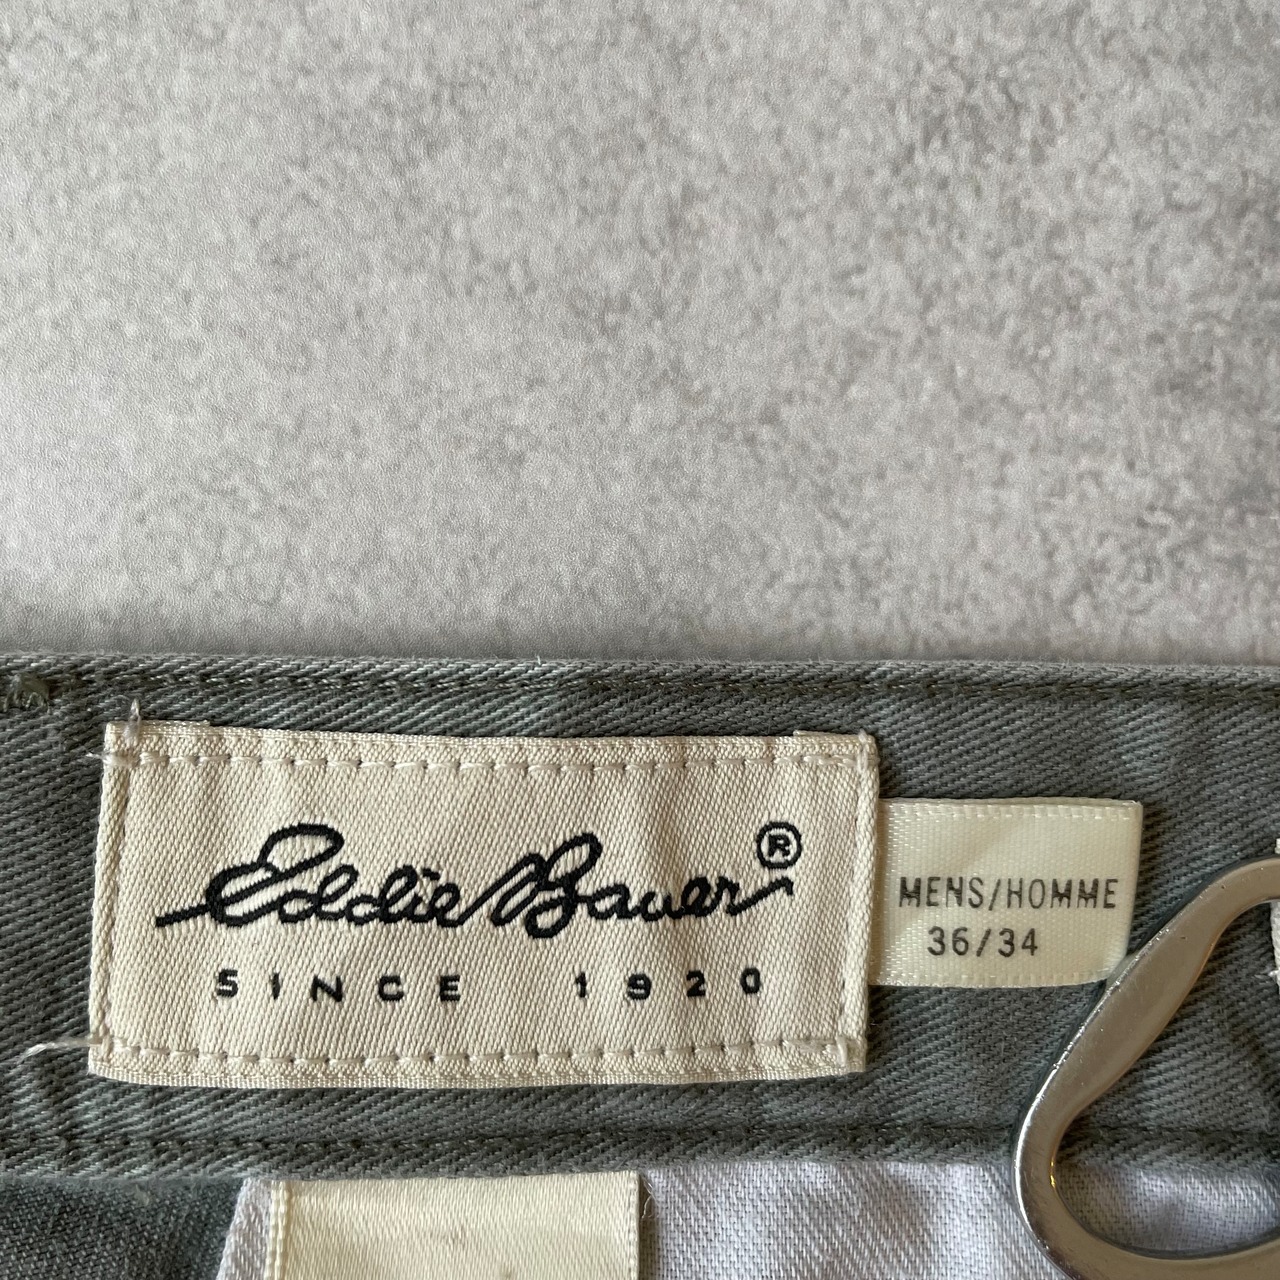 Eddie Bauer®
SINCE 1920
MENS/HOMME
36/34